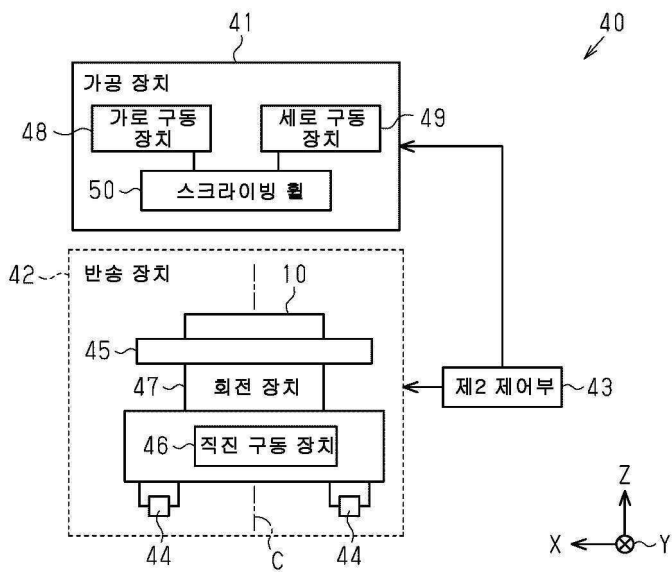 41
40
가공 장치
48
가로 구동
장치
세로 구동
장치
49
50
스크라이빙 휠
42
반송 장치
10
45
47
회전 장치
제2 제어부
43
46
직진 구동 장치
44
C
44
Z
X
Y